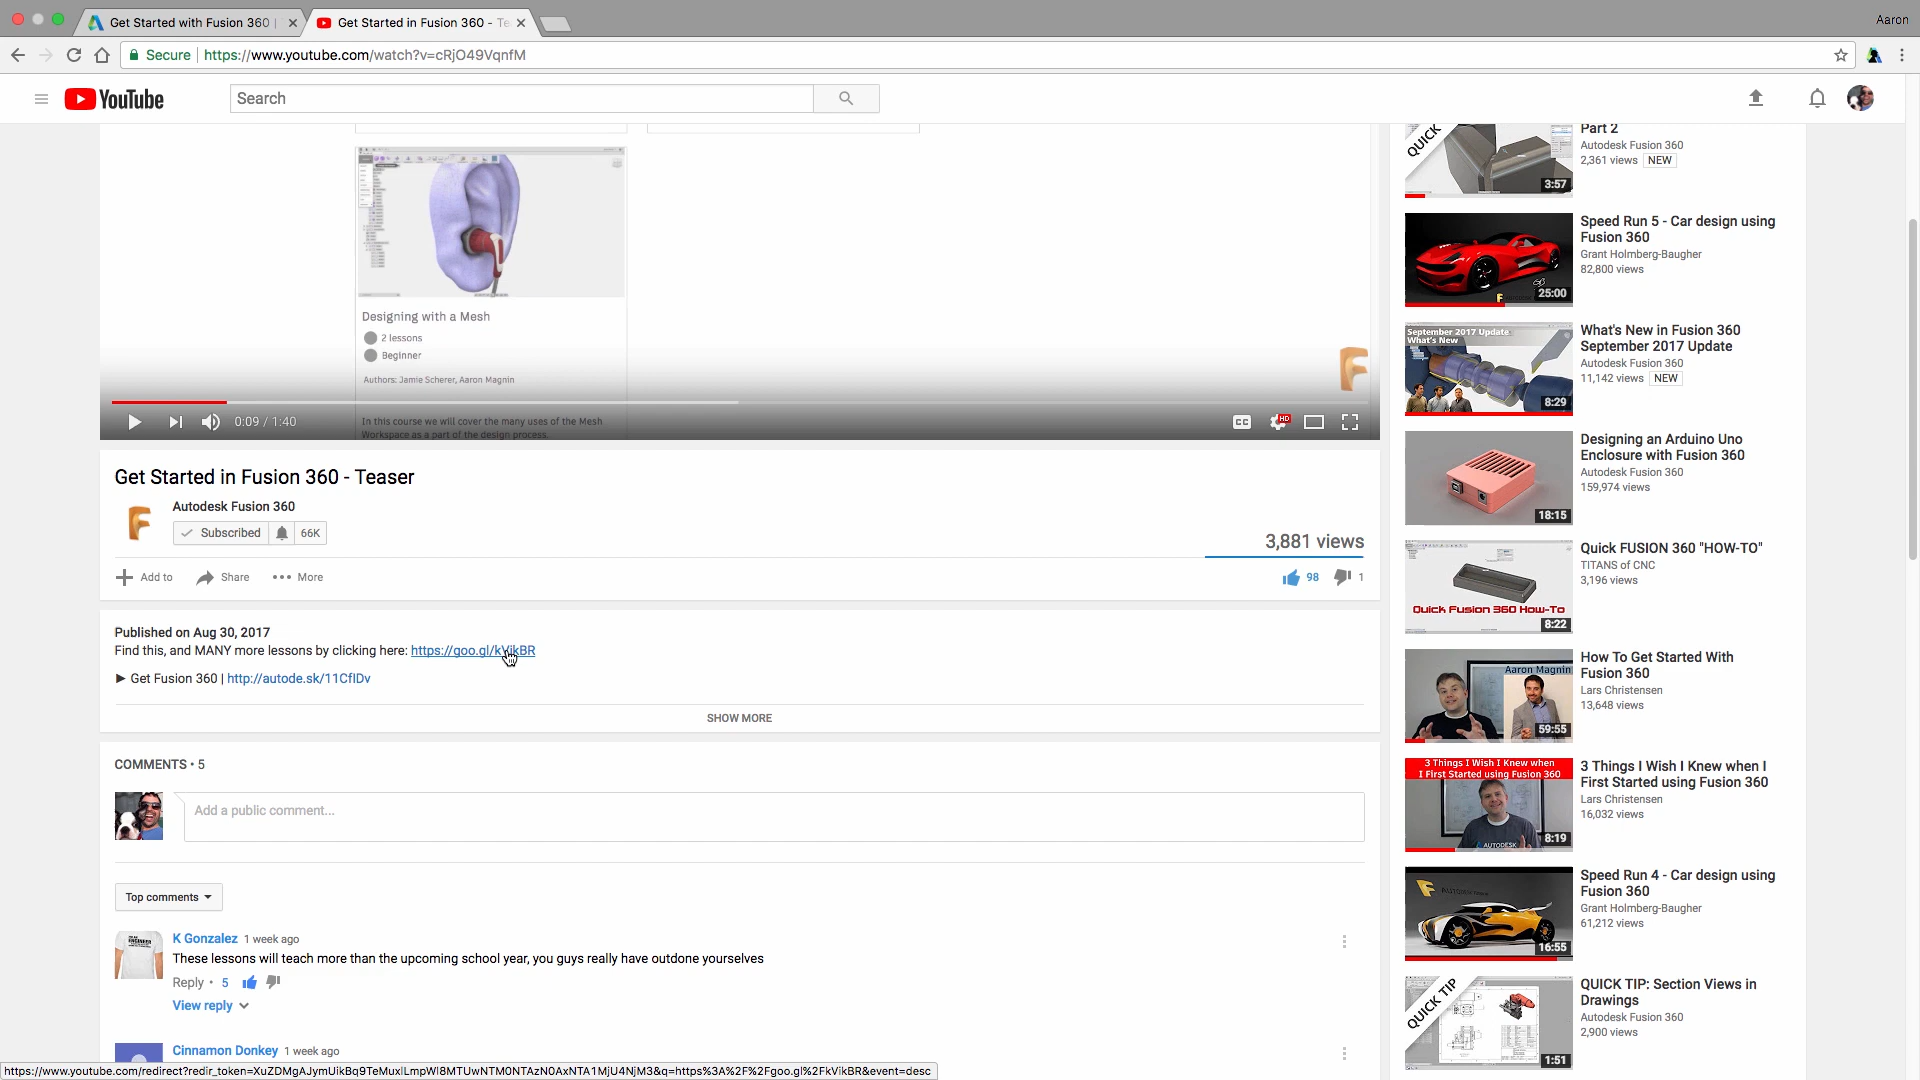 Get Started with Fusion 360 |
Get Started in Fusion 360 - Te
Aaron
Secure
https://www.youtube.com/watch?v=cRjO49VqnfM
YouTube
Search
Designing with a Mesh
2 lessons
Beginner
Authors: Jamie Scherer, Aaron Magnin
In this course we will cover the many uses of the Mesh
Workspace as a part of the design process.
0:09 / 1:40
CC
HD
Get Started in Fusion 360 - Teaser
Autodesk Fusion 360
Subscribed
66K
3,881 views
Add to
Share
More
98
1
Published on Aug 30, 2017
Find this, and MANY more lessons by clicking here: https://goo.gl/kVikBR
► Get Fusion 360 | http://autode.sk/11CfIDv
SHOW MORE
COMMENTS • 5
Add a public comment...
Top comments
K Gonzalez 1 week ago
These lessons will teach more than the upcoming school year, you guys really have outdone yourselves
Reply • 5
View reply
Cinnamon Donkey 1 week ago
QUICK
3:57
Part 2
Autodesk Fusion 360
2,361 views NEW
25:00
Speed Run 5 - Car design using
Fusion 360
Grant Holmberg-Baugher
82,800 views
September 2017 Update:
What's New
8:29
What's New in Fusion 360
September 2017 Update
Autodesk Fusion 360
11,142 views NEW
18:15
Designing an Arduino Uno
Enclosure with Fusion 360
Autodesk Fusion 360
159,974 views
Quick Fusion 360 How-To
8:22
Quick FUSION 360 "HOW-TO"
TITANS of CNC
3,196 views
Aaron Magnin
59:55
How To Get Started With
Fusion 360
Lars Christensen
13,648 views
3 Things I Wish I Knew when
I First Started using Fusion 360
AUTODESK
8:19
3 Things I Wish I Knew when I
First Started using Fusion 360
Lars Christensen
16,032 views
16:55
Speed Run 4 - Car design using
Fusion 360
Grant Holmberg-Baugher
61,212 views
QUICK TIP
1:51
QUICK TIP: Section Views in
Drawings
Autodesk Fusion 360
2,900 views